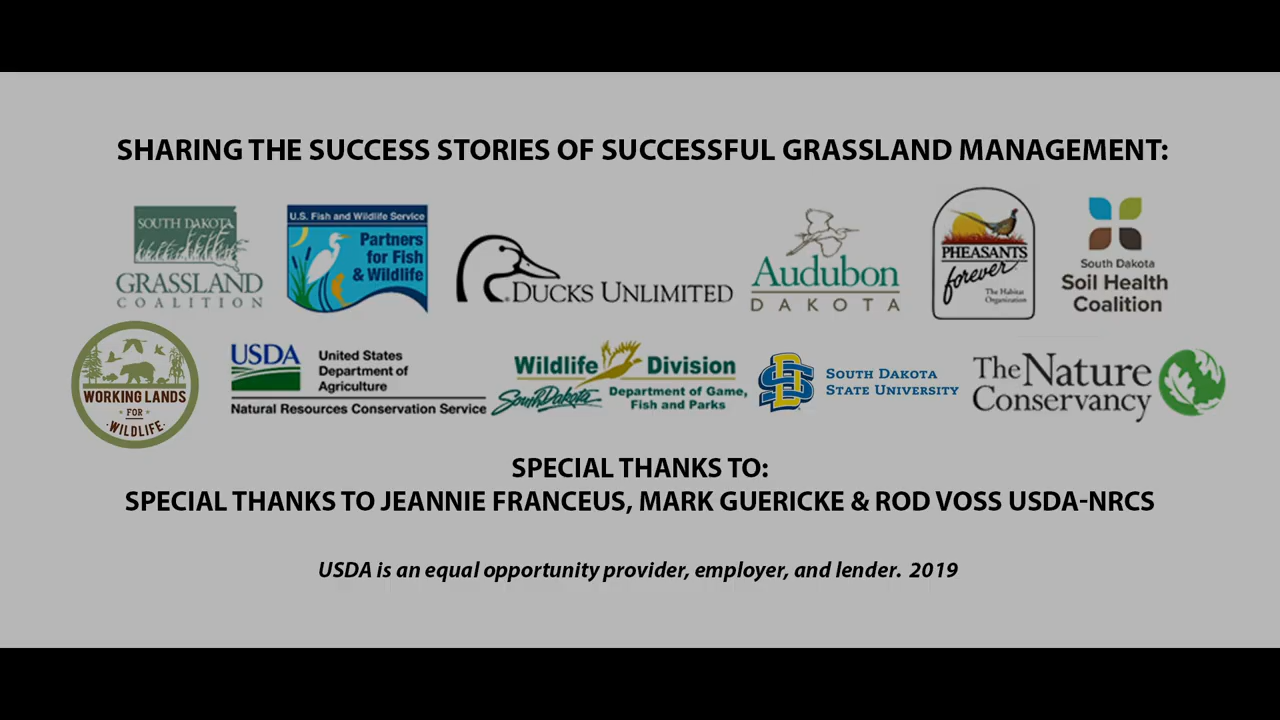 SHARING THE SUCCESS STORIES OF SUCCESSFUL GRASSLAND MANAGEMENT:
SOUTH DAKOTA
GRASSLAND
COALITION
U.S. Fish and Wildlife Service
Partners
for Fish
& Wildlife
DUCKS UNLIMITED
Audubon
DAKOTA
PHEASANTS
forever
The Habitat
Organization
South Dakota
Soil Health
Coalition
WORKING LANDS
FOR
WILDLIFE
USDA
United States
Department of
Agriculture
Natural Resources Conservation Service
Wildlife Division
South Dakota
Department of Game,
Fish and Parks
SD
SOUTH DAKOTA
STATE UNIVERSITY
The Nature
Conservancy
SPECIAL THANKS TO:
SPECIAL THANKS TO JEANNIE FRANCEUS, MARK GUERICKE & ROD VOSS USDA-NRCS
USDA is an equal opportunity provider, employer, and lender. 2019